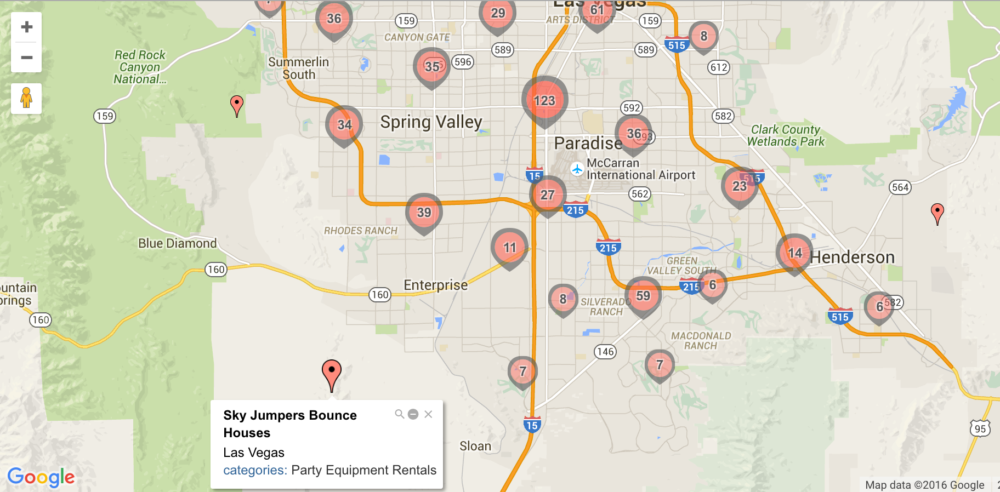 Las Vegas
61
36
29
159
ARTS DISTRICT
159
CANYON GATE
8
515
589
589
Red Rock
Canyon
National...
Summerlin
South
596
35
612
123
592
159
582
34
Spring Valley
36
Clark County
Wetlands Park
Paradise
McCarran
International Airport
15
515
23
564
27
562
215
39
RHODES RANCH
Blue Diamond
11
215
14
Henderson
GREEN
VALLEY SOUTH
160
Enterprise
215
6
160
8
SILVERADO
RANCH
59
6
582
515
160
MACDONALD
RANCH
146
7
7
Sky Jumpers Bounce
Houses
Las Vegas
categories: Party Equipment Rentals
15
95
Sloan
Google
Map data ©2016 Google